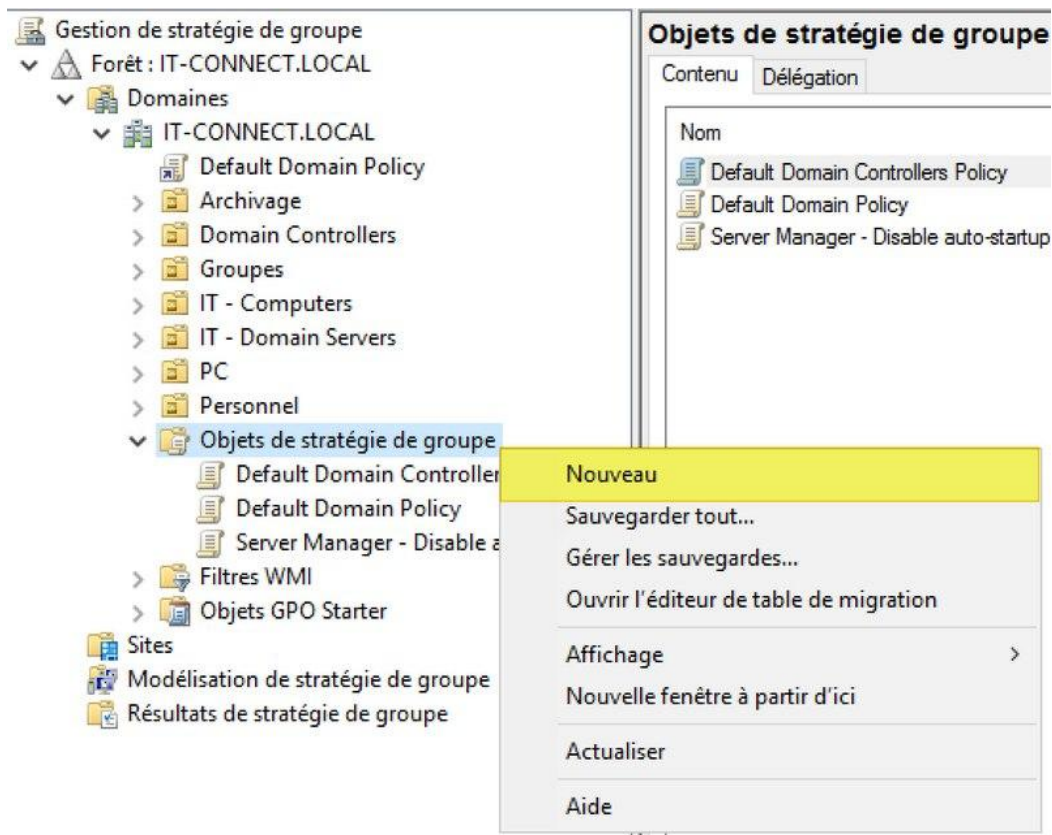 Gestion de stratégie de groupe
Forêt : IT-CONNECT.LOCAL
Domaines
IT-CONNECT.LOCAL
Default Domain Policy
Archivage
Domain Controllers
Groupes
IT - Computers
IT - Domain Servers
PC
Personnel
Objets de stratégie de groupe
Default Domain Controller
Default Domain Policy
Server Manager - Disable a
Filtres WMI
Objets GPO Starter
Sites
Modélisation de stratégie de groupe
Résultats de stratégie de groupe
Objets de stratégie de groupe
Contenu Délégation
Nom
Default Domain Controllers Policy
Default Domain Policy
Server Manager - Disable auto-startup
Nouveau
Sauvegarder tout...
Gérer les sauvegardes...
Ouvrir l'éditeur de table de migration
Affichage
Nouvelle fenêtre à partir d'ici
Actualiser
Aide